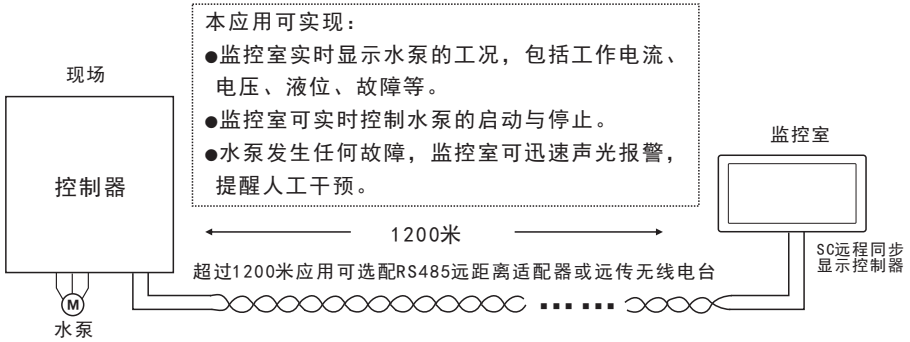 本应用可实现：
●监控室实时显示水泵的工况，包括工作电流、
电压、液位、故障等。
●监控室可实时控制水泵的启动与停止。
●水泵发生任何故障，监控室可迅速声光报警，
提醒人工干预。
现场
控制器
M
水泵
1200米
超过1200米应用可选配RS485远距离适配器或远传无线电台
监控室
SC远程同步
显示控制器